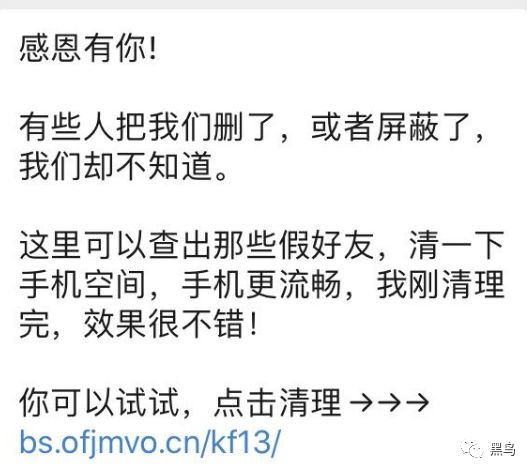 感恩有你!
有些人把我们删了，或者屏蔽了，
我们却不知道。
这里可以查出那些假好友，清一下
手机空间，手机更流畅，我刚清理
完，效果很不错!
你可以试试，点击清理→→→
bs.ofjmvo.cn/kf13/
黑鸟